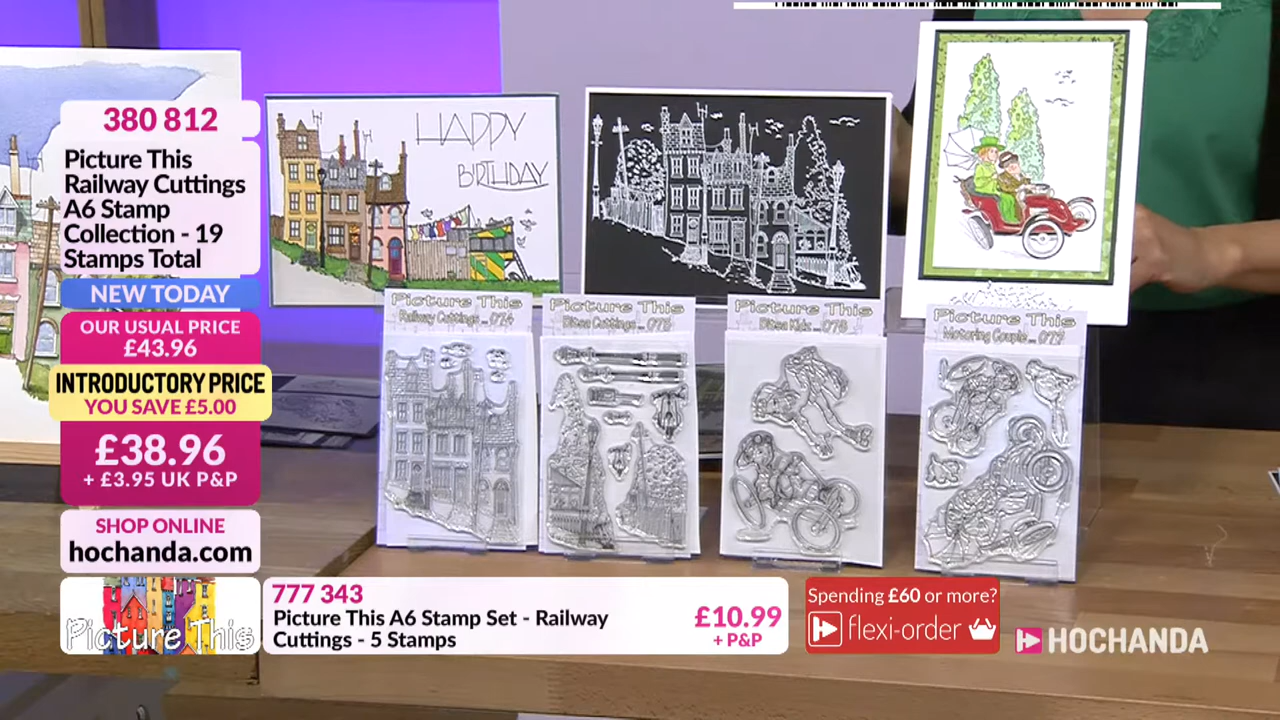 380 812
Picture This
Railway Cuttings
A6 Stamp
Collection - 19
Stamps Total
NEW TODAY
OUR USUAL PRICE
£43.96
INTRODUCTORY PRICE
YOU SAVE £5.00
£38.96
+ £3.95 UK P&P
SHOP ONLINE
hochanda.com
Picture This
777 343
Picture This A6 Stamp Set - Railway
Cuttings - 5 Stamps
£10.99
+ P&P
Spending £60 or more?
flexi-order
HOCHANDA
HAPPY
BIRTHDAY
Picture This
Railway Cuttings
Picture This
Cuttings
Picture This
Kids
Picture This
Motoring Couple